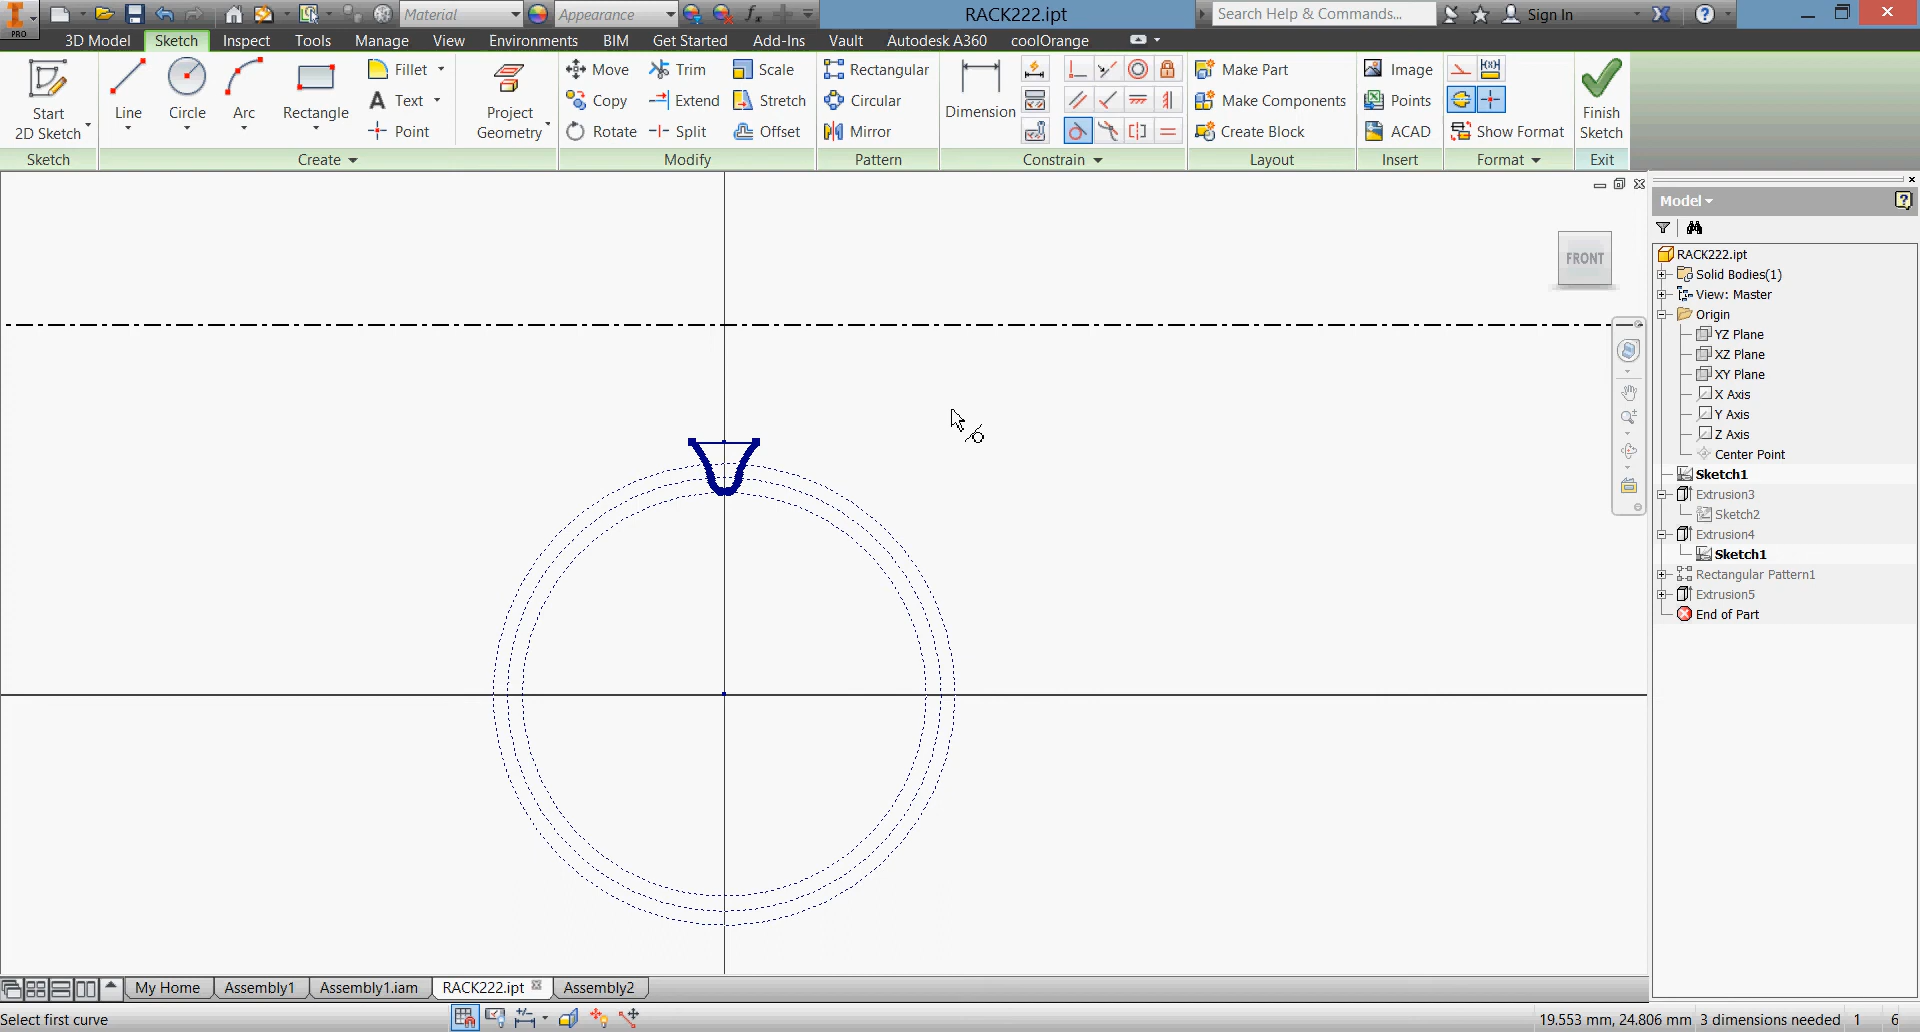 PRO
Material
Appearance
fx
RACK222.ipt
Search Help & Commands...
Sign In
3D Model
Sketch
Inspect
Tools
Manage
View
Environments
BIM
Get Started
Add-Ins
Vault
Autodesk A360
coolOrange
Start
2D Sketch
Line
Circle
Arc
Rectangle
Fillet
Text
Point
Project
Geometry
Move
Copy
Rotate
Trim
Extend
Split
Scale
Stretch
Offset
Rectangular
Circular
Mirror
Dimension
Make Part
Make Components
Create Block
Image
Points
ACAD
Show Format
Finish
Sketch
Sketch
Create
Modify
Pattern
Constrain
Layout
Insert
Format
Exit
FRONT
Model
RACK222.ipt
Solid Bodies(1)
View: Master
Origin
YZ Plane
XZ Plane
XY Plane
X Axis
Y Axis
Z Axis
Center Point
Sketch1
Extrusion3
Sketch2
Extrusion4
Sketch1
Rectangular Pattern1
Extrusion5
End of Part
My Home
Assembly1
Assembly1.iam
RACK222.ipt
Assembly2
Select first curve
19.553 mm, 24.806 mm
3 dimensions needed
1
6